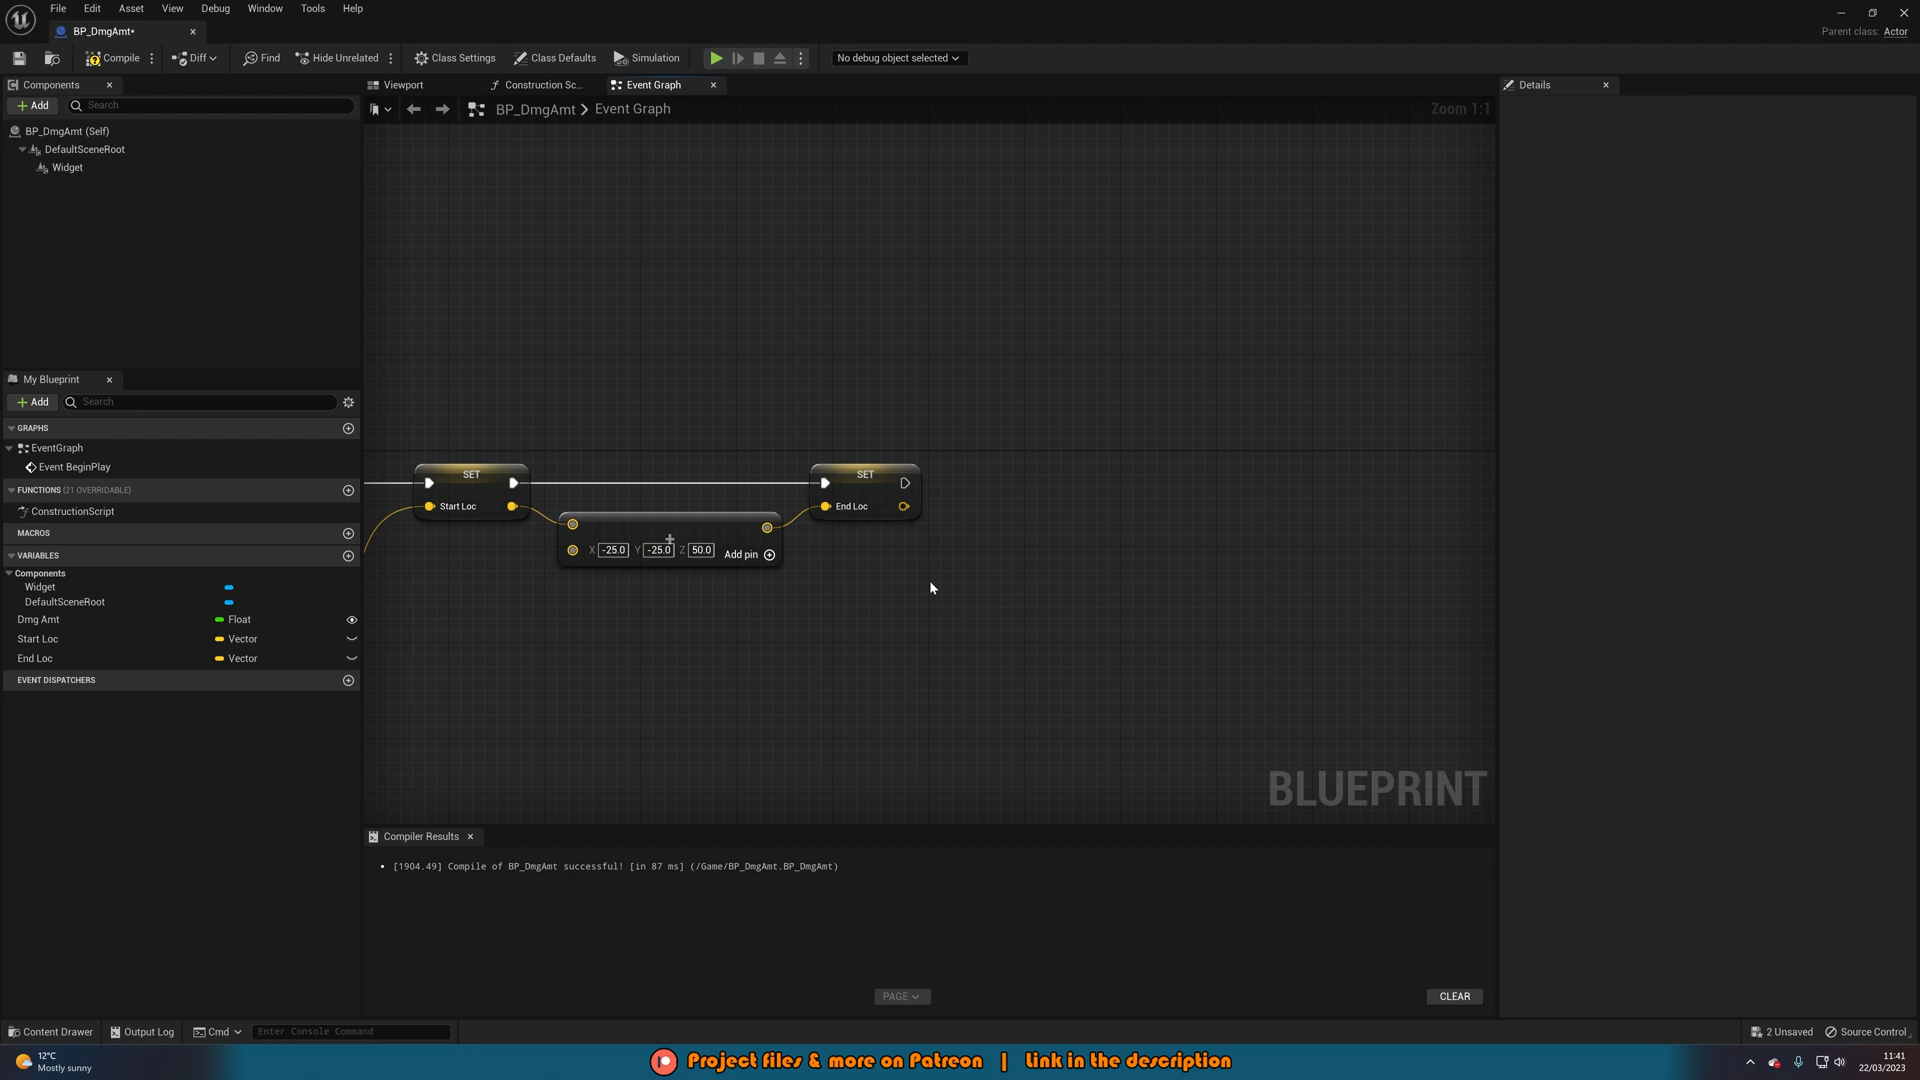 File Edit Asset View Debug Window Tools Help
BP_DmgAmt*
Parent class: Actor
Compile Diff Find Hide Unrelated Class Settings Class Defaults Simulation No debug object selected
Components
Viewport Construction Sc... Event Graph
Details
Add Search
BP_DmgAmt > Event Graph
Zoom 1:1
BP_DmgAmt (Self)
DefaultSceneRoot
Widget
My Blueprint
Add Search
GRAPHS
EventGraph
Event BeginPlay
FUNCTIONS (21 OVERRIDABLE)
ConstructionScript
MACROS
VARIABLES
Components
Widget
DefaultSceneRoot
Dmg Amt Float
Start Loc Vector
End Loc Vector
EVENT DISPATCHERS
SET
Start Loc
X -25.0 Y -25.0 Z 50.0 Add pin
SET
End Loc
BLUEPRINT
Compiler Results
• [1904.49] Compile of BP_DmgAmt successful! [in 87 ms] (/Game/BP_DmgAmt.BP_DmgAmt)
PAGE
CLEAR
Content Drawer Output Log Cmd Enter Console Command
2 Unsaved Source Control
12°C
Mostly sunny
Project files & more on Patreon | Link in the description
11:41
22/03/2023